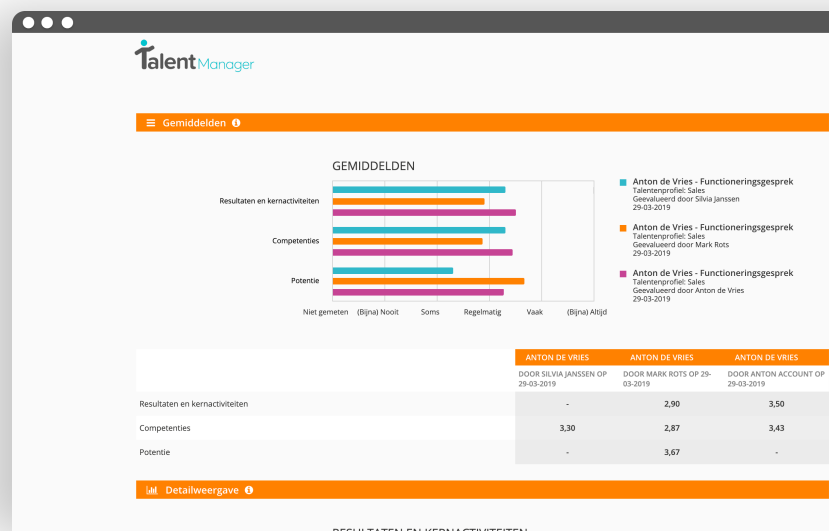 Talent Manager
Gemiddelden
GEMIDDELDEN
Resultaten en kernactiviteiten
Competenties
Potentie
Niet gemeten (Bijna) Nooit Soms Regelmatig Vaak (Bijna) Altijd
Anton de Vries - Functioneringsgesprek
Talentenprofiel: Sales
Geevalueerd door Silvia Janssen
29-03-2019
Anton de Vries - Functioneringsgesprek
Talentenprofiel: Sales
Geevalueerd door Mark Rots
29-03-2019
Anton de Vries - Functioneringsgesprek
Talentenprofiel: Sales
Geevalueerd door Anton de Vries
29-03-2019
ANTON DE VRIES ANTON DE VRIES ANTON DE VRIES
DOOR SILVIA JANSSEN OP DOOR MARK ROTS OP 29- DOOR ANTON ACCOUNT OP
29-03-2019 03-2019 29-03-2019
Resultaten en kernactiviteiten - 2,90 3,50
Competenties 3,30 2,87 3,43
Potentie - 3,67 -
Detailweergave
RESULTATEN EN KERNACTIVITEITEN